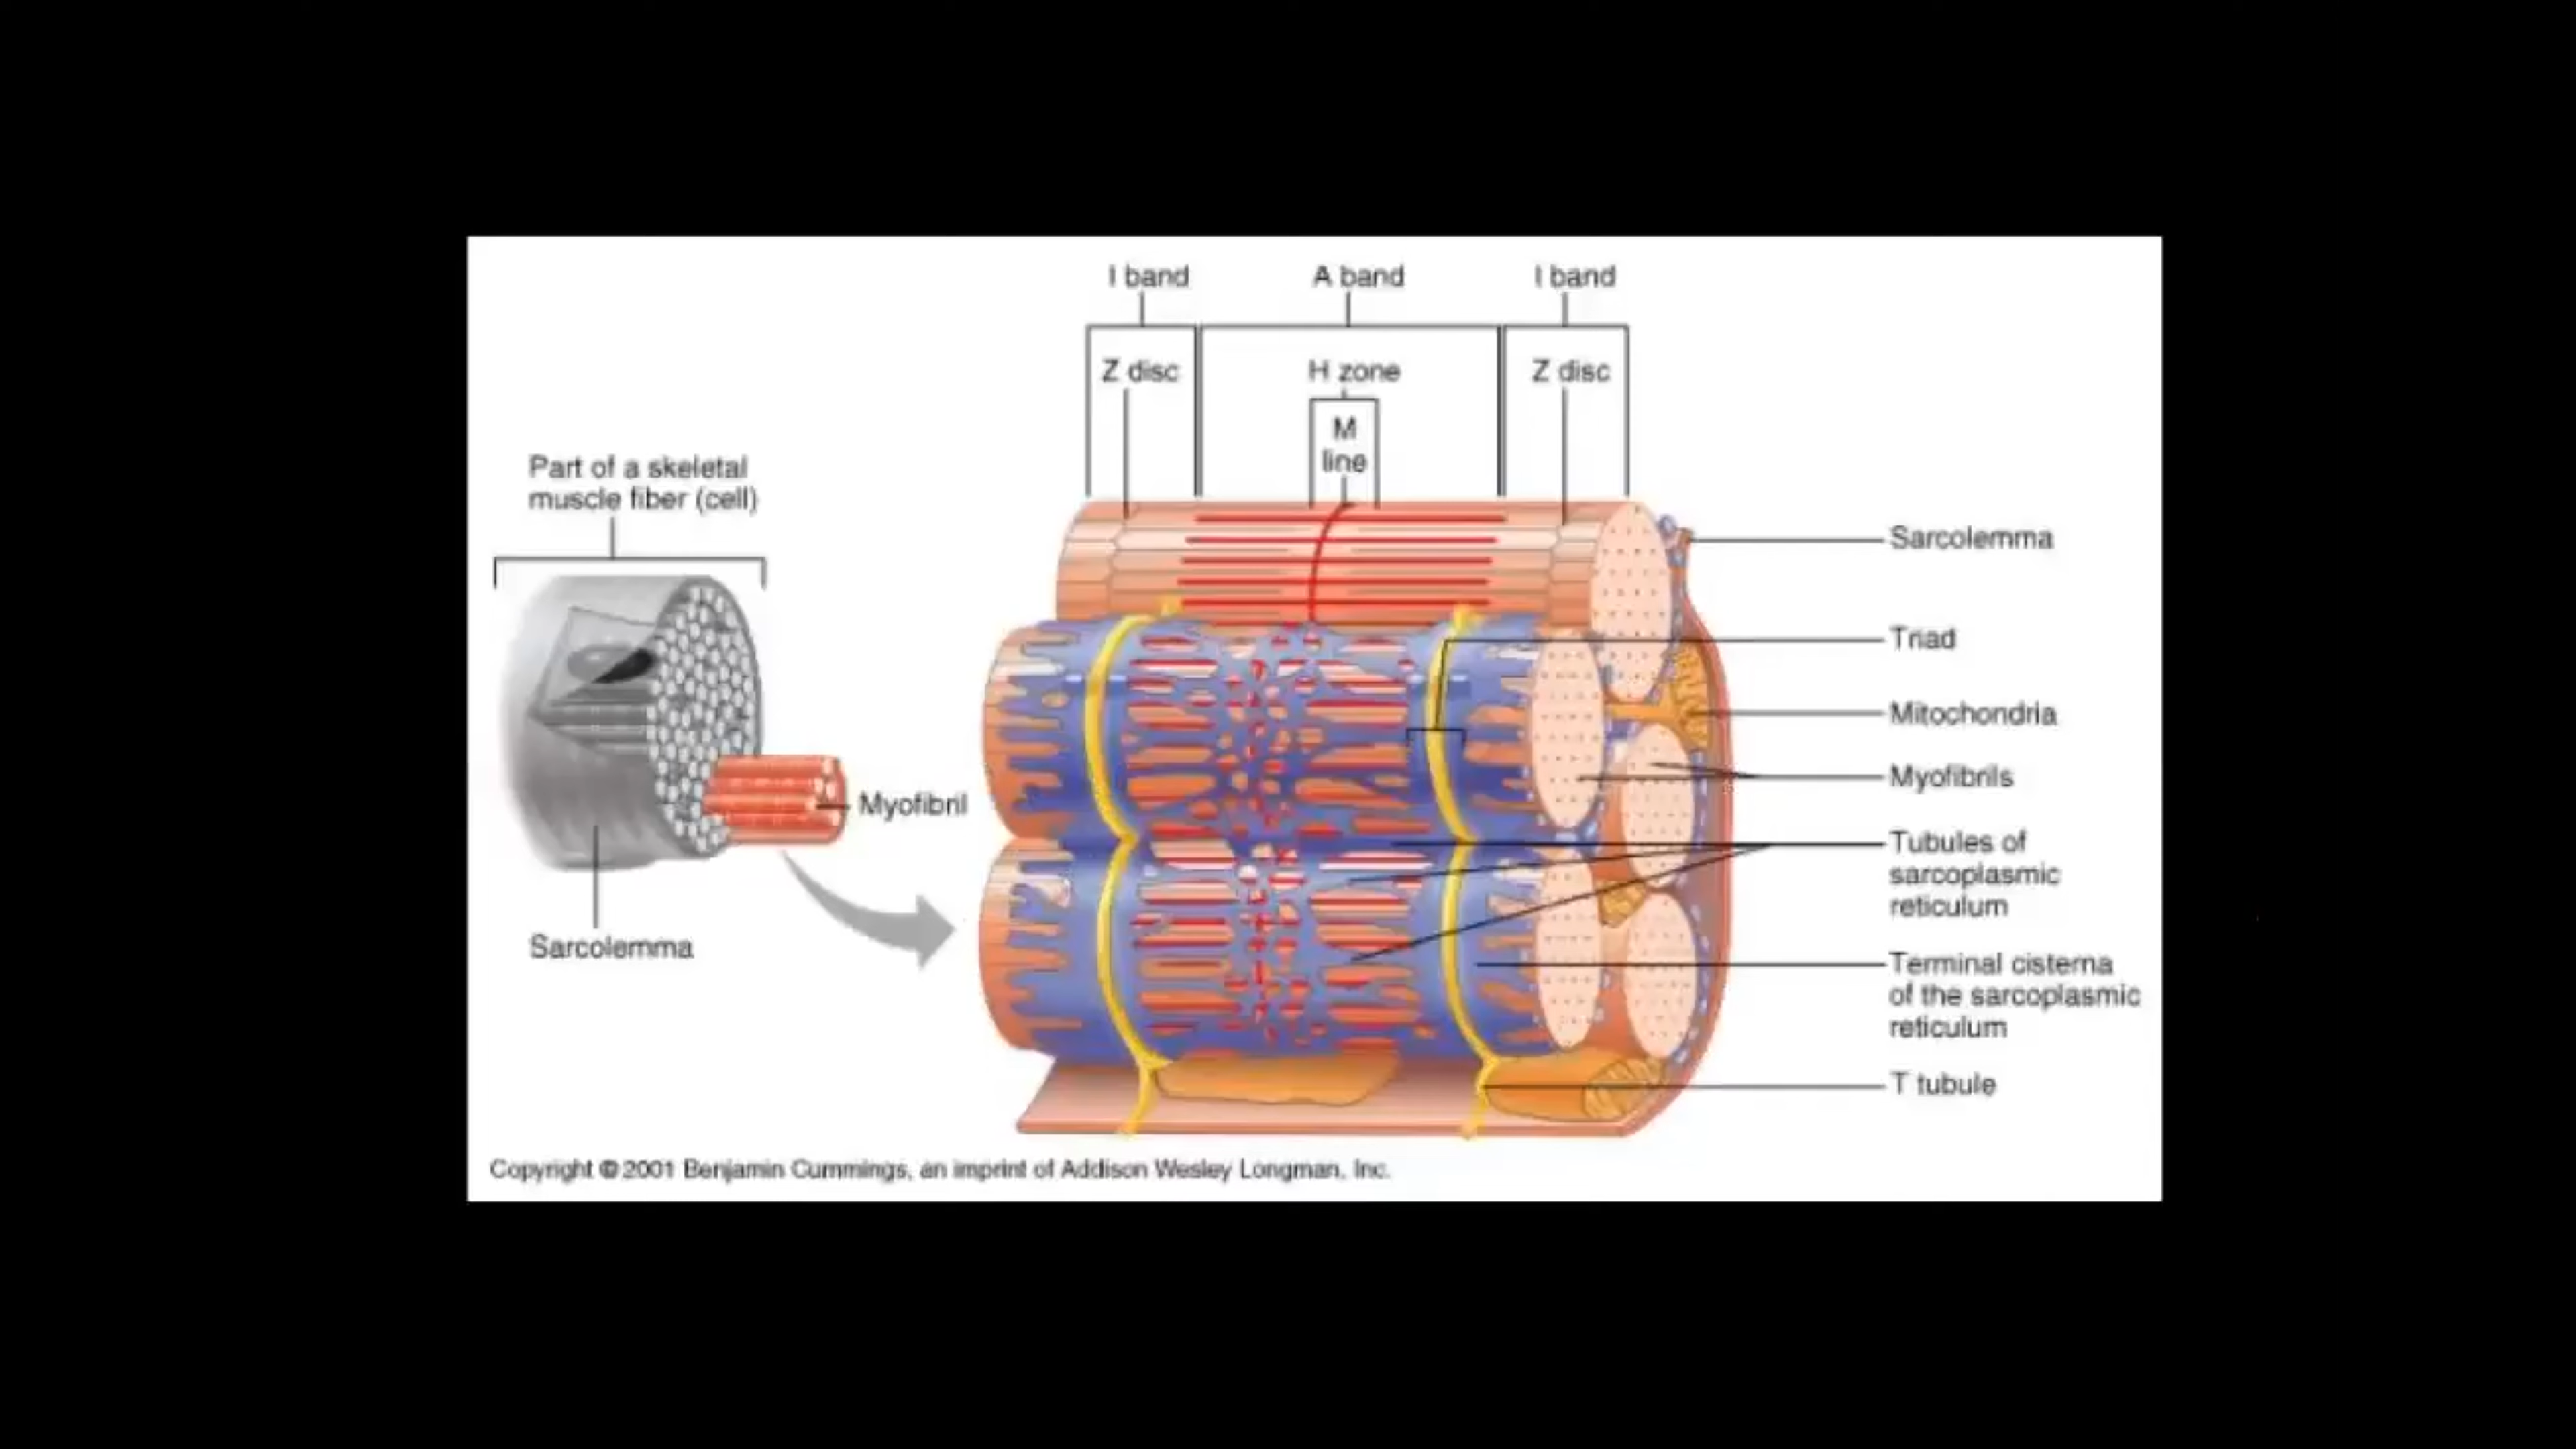 I band
A band
I band
Z disc
H zone
Z disc
M
line
Part of a skeletal
muscle fiber (cell)
Sarcolemma
Triad
Mitochondria
Myofibrils
Myofibril
Tubules of
sarcoplasmic
reticulum
Sarcolemma
Terminal cisterna
of the sarcoplasmic
reticulum
T tubule
Copyright © 2001 Benjamin Cummings, an imprint of Addison Wesley Longman, Inc.